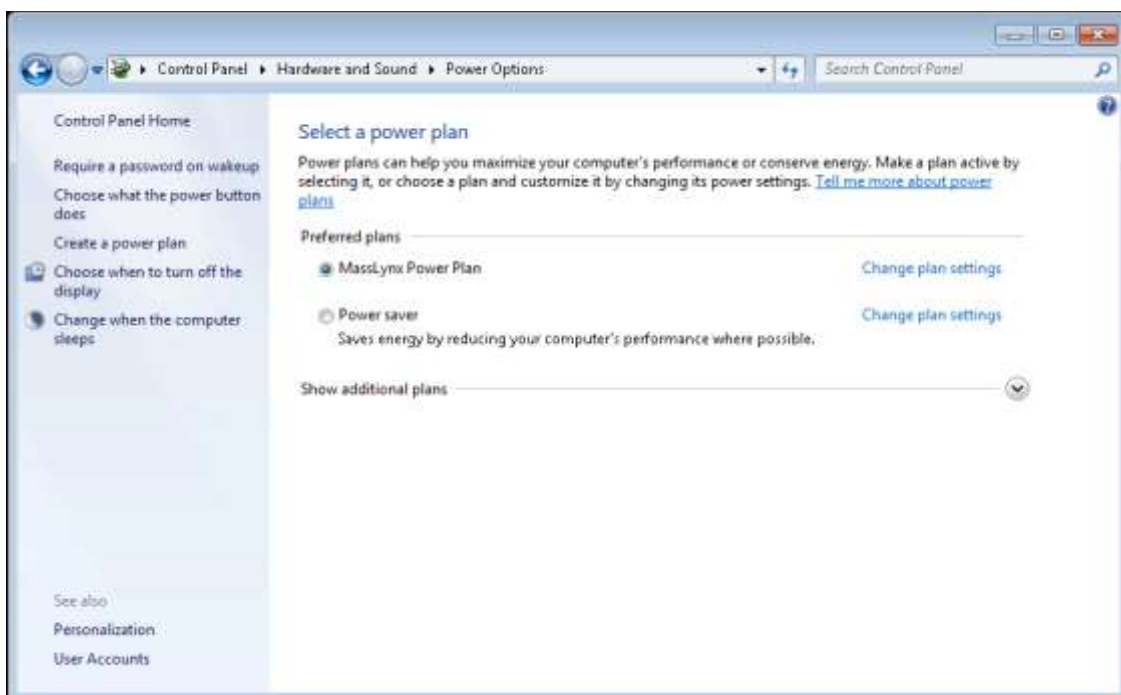 Control Panel Hardware and Sound Power Options
Search Control Panel
Control Panel Home
Require a password on wakeup
Choose what the power button
does
Create a power plan
Choose when to turn off the
display
Change when the computer
sleeps
See also
Personalization
User Accounts
Select a power plan
Power plans can help you maximize your computer's performance or conserve energy. Make a plan active by
selecting it, or choose a plan and customize it by changing its power settings. Tell me more about power
plans
Preferred plans
MassLynx Power Plan Change plan settings
Power saver Change plan settings
Saves energy by reducing your computer's performance where possible.
Show additional plans